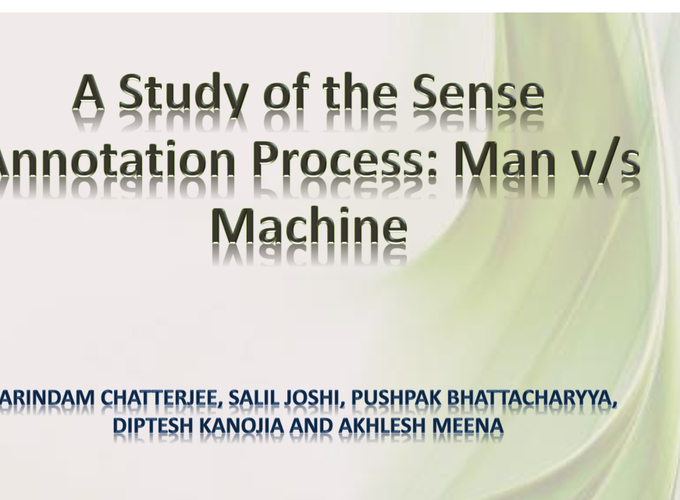 A Study of the Sense
Annotation Process: Man v/s
Machine
ARINDAM CHATTERJEE, SALIL JOSHI, PUSHPAK BHATTACHARYYA,
DIPTESH KANOJIA AND AKHLESH MEENA